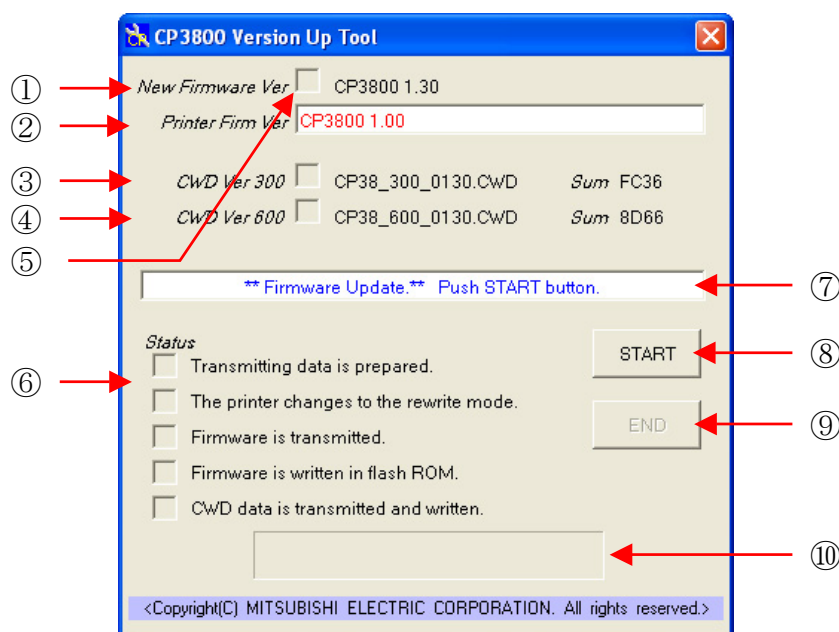 CP3800 Version Up Tool
① New Firmware Ver CP3800 1.30
② Printer Firm Ver CP3800 1.00
③ CWD Ver 300 CP38_300_0130.CWD Sum FC36
④ CWD Ver 600 CP38_600_0130.CWD Sum 8D66
⑤
** Firmware Update.** Push START button. ⑦
Status
START ⑧
⑥ Transmitting data is prepared.
The printer changes to the rewrite mode.
END ⑨
Firmware is transmitted.
Firmware is written in flash ROM.
CWD data is transmitted and written.
⑩
<Copyright(C) MITSUBISHI ELECTRIC CORPORATION. All rights reserved.>